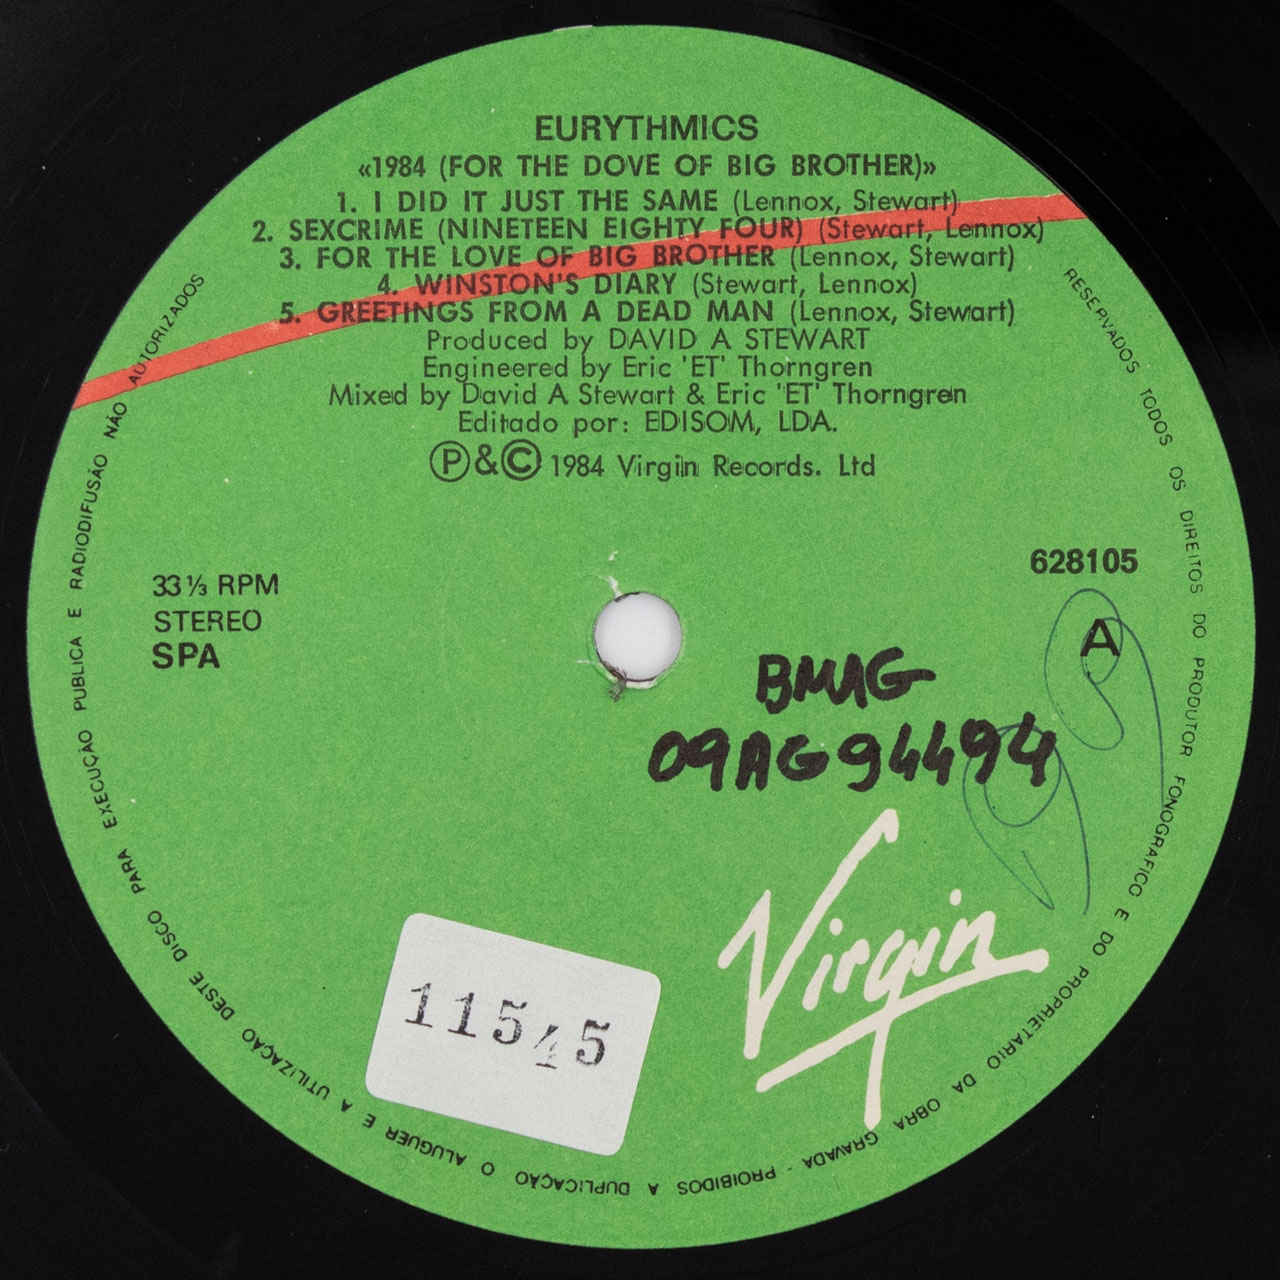 EURYTHMICS
«1984 (FOR THE DOVE OF BIG BROTHER)»
1. I DID IT JUST THE SAME (Lennox, Stewart)
2. SEXCRIME (NINETEEN EIGHTY FOUR) (Stewart, Lennox)
3. FOR THE LOVE OF BIG BROTHER (Lennox, Stewart)
4. WINSTON'S DIARY (Stewart, Lennox)
5. GREETINGS FROM A DEAD MAN (Lennox, Stewart)
Produced by DAVID A STEWART
Engineered by Eric 'ET' Thorngren
Mixed by David A Stewart & Eric 'ET' Thorngren
Editado por: EDISOM, LDA.
Ⓟ&© 1984 Virgin Records. Ltd
33⅓ RPM
STEREO
SPA
628105
A
BMAG
09AG94494
Virgin
11545
RESERVADOS TODOS OS DIREITOS DO PRODUTOR FONOGRAFICO E DO PROPRIETARIO DA OBRA GRAVADA - PROIBIDOS A DUPLICAÇÃO O ALUGUER E A UTILIZAÇÃO DESTE DISCO PARA EXECUÇÃO PUBLICA E RADIODIFUSÃO NÃO AUTORIZADOS